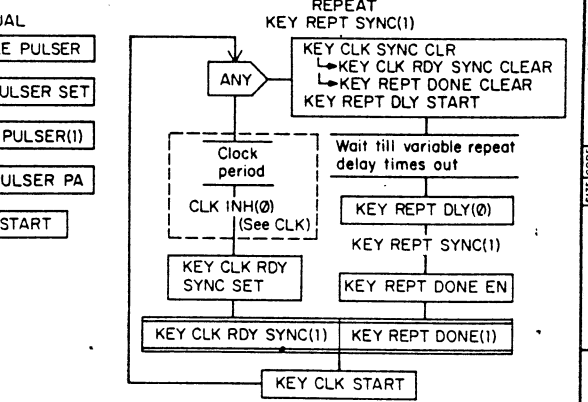 UAL
E PULSER
ULSER SET
PULSER(1)
ULSER PA
START
REPEAT
KEY REPT SYNC(1)
ANY
KEY CLK SYNC CLR
KEY CLK RDY SYNC CLEAR
KEY REPT DONE CLEAR
KEY REPT DLY START
Clock
period
CLK INH(0)
(See CLK)
KEY CLK RDY
SYNC SET
Wait till variable repeat
delay times out
KEY REPT DLY(0)
KEY REPT SYNC(1)
KEY REPT DONE EN
KEY CLK RDY SYNC(1)
KEY REPT DONE(1)
KEY CLK START